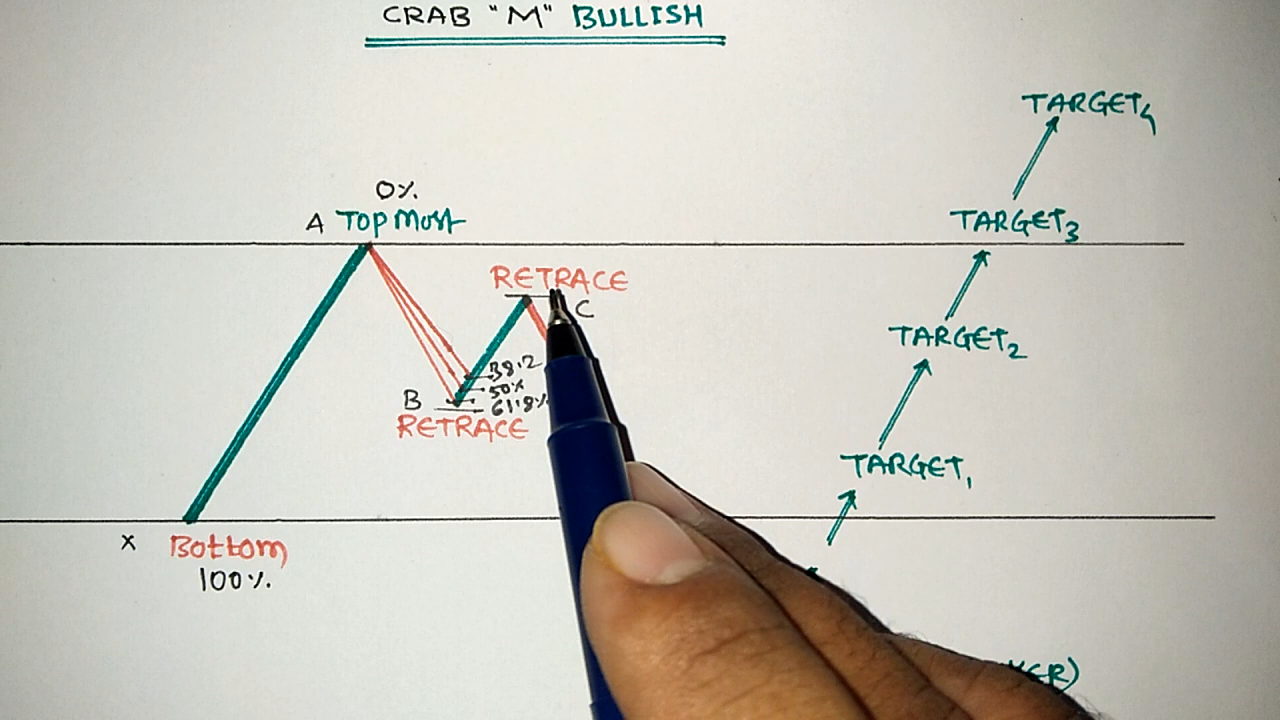 CRAB "M" BULLISH
TARGET4
0%
A TOP MOST
TARGET3
RETRACE
C
TARGET2
38.2
50%
B
61.8%
RETRACE
TARGET1
X Bottom
100%